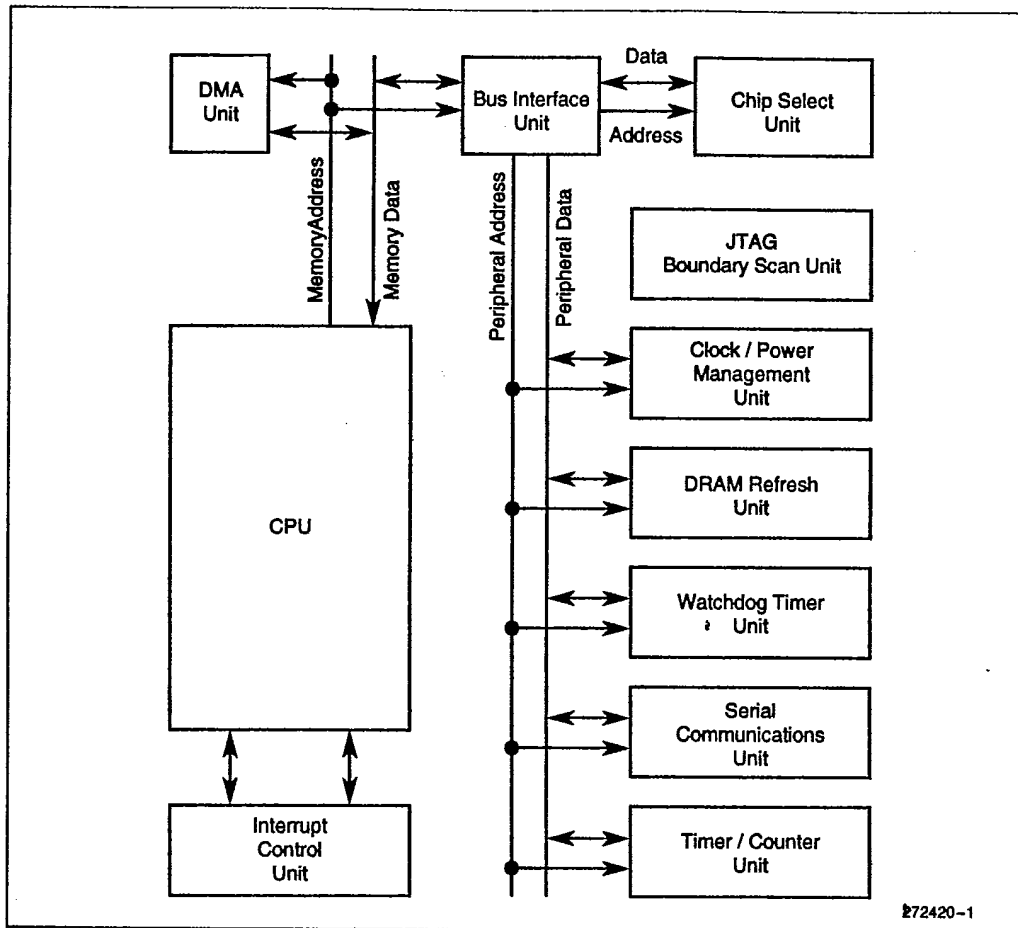 DMA
Unit
Bus Interface
Unit
Data
Address
Chip Select
Unit
MemoryAddress
Memory Data
Peripheral Address
Peripheral Data
JTAG
Boundary Scan Unit
Clock / Power
Management
Unit
CPU
DRAM Refresh
Unit
Watchdog Timer
Unit
Serial
Communications
Unit
Interrupt
Control
Unit
Timer / Counter
Unit
272420-1